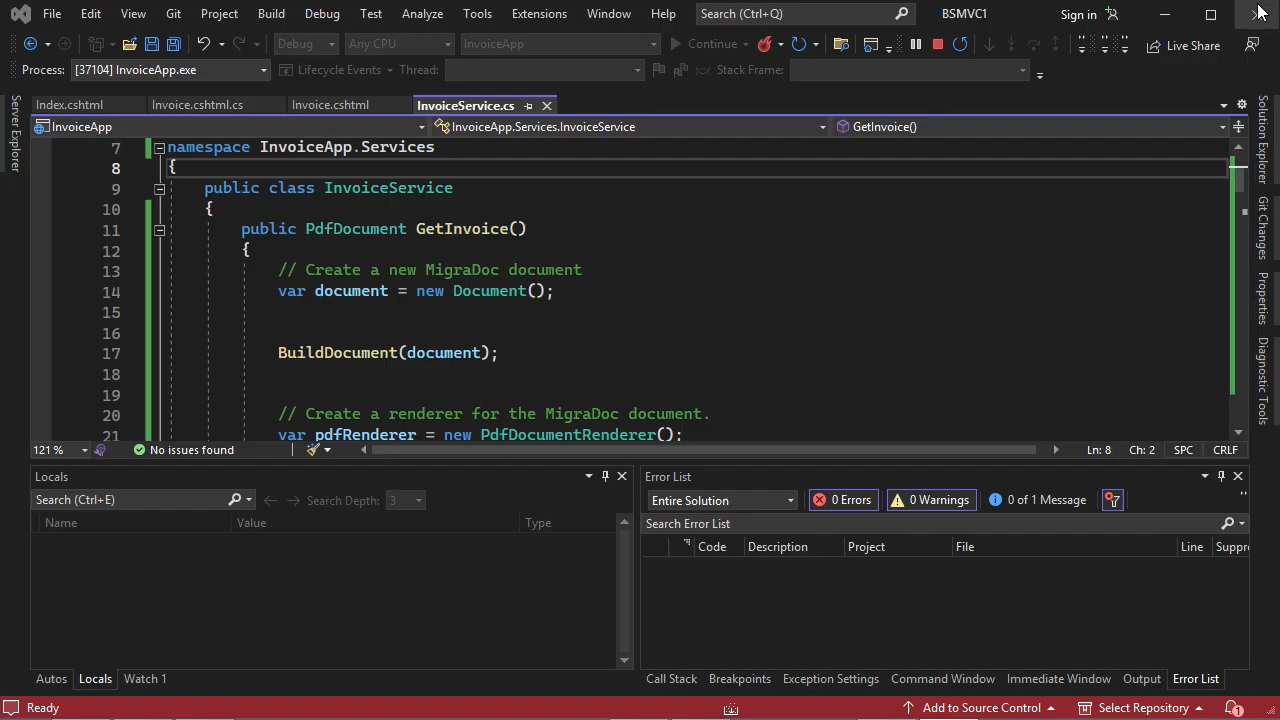 File Edit View Git Project Build Debug Test Analyze Tools Extensions Window Help Search (Ctrl+Q) BSMVC1 Sign in
Debug Any CPU InvoiceApp Continue Live Share
Process: [37104] InvoiceApp.exe Lifecycle Events Thread: Stack Frame:
Server Explorer
Index.cshtml Invoice.cshtml.cs Invoice.cshtml InvoiceService.cs
InvoiceApp InvoiceApp.Services.InvoiceService GetInvoice()
7 namespace InvoiceApp.Services
8 {
9 public class InvoiceService
10 {
11 public PdfDocument GetInvoice()
12 {
13 // Create a new MigraDoc document
14 var document = new Document();
15
16
17 BuildDocument(document);
18
19
20 // Create a renderer for the MigraDoc document.
21 var pdfRenderer = new PdfDocumentRenderer();
121 % No issues found Ln: 8 Ch: 2 SPC CRLF
Solution Explorer
Git Changes
Properties
Diagnostic Tools
Locals
Search (Ctrl+E) Search Depth: 3
Name Value Type
Autos Locals Watch 1
Error List
Entire Solution 0 Errors 0 Warnings 0 of 1 Message
Search Error List
Code Description Project File Line Suppre
Call Stack Breakpoints Exception Settings Command Window Immediate Window Output Error List
Ready Add to Source Control Select Repository 1